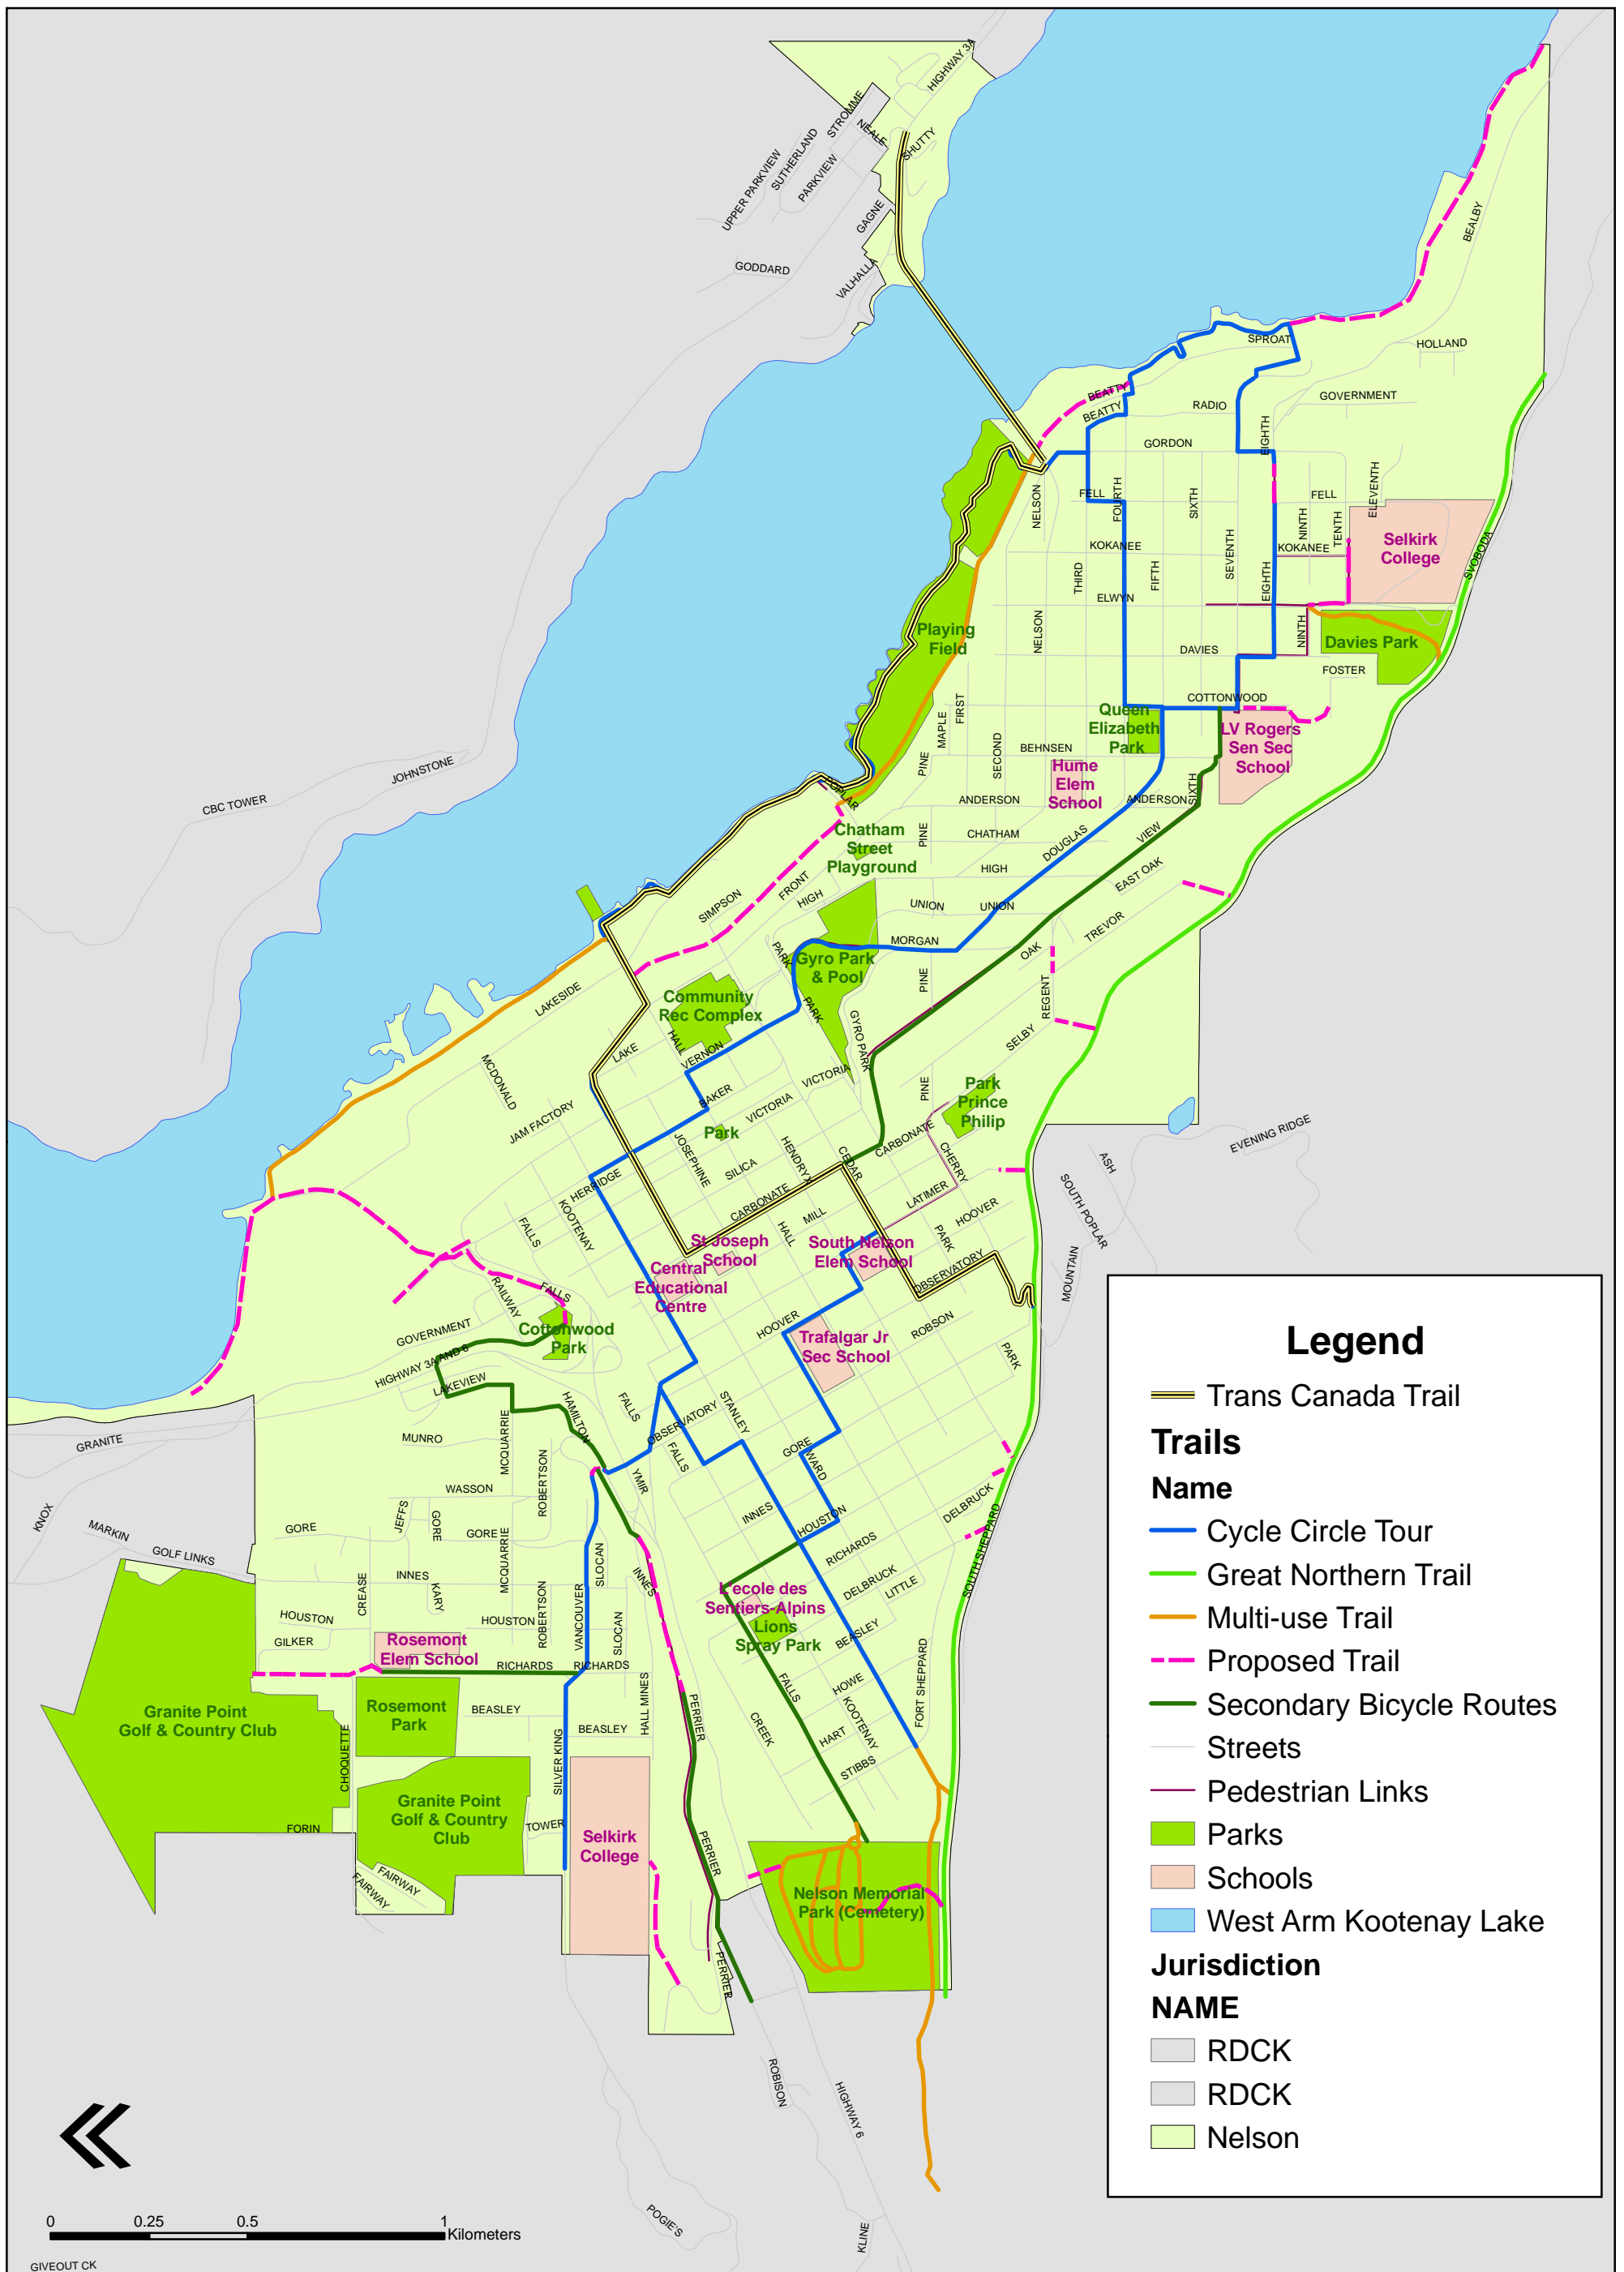 HIGHWAY 3A
STROMME
NEALE
SHUTTY
SUTHERLAND
UPPER PARKVIEW
PARKVIEW
GAGNE
GODDARD
VALHALLA
BEALBY
SPROAT
HOLLAND
BEATTY
BEATTY
RADIO
GOVERNMENT
GORDON
EIGHTH
NELSON
FELL
FOURTH
SIXTH
FELL
ELEVENTH
NINTH
TENTH
KOKANEE
SEVENTH
KOKANEE
Selkirk
College
SVOBODA
THIRD
FIFTH
EIGHTH
ELWYN
NELSON
Playing
Field
NINTH
Davies Park
DAVIES
FOSTER
COTTONWOOD
FIRST
MAPLE
Queen
Elizabeth
Park
LV Rogers
Sen Sec
School
SECOND
BEHNSEN
PINE
Hume
Elem
School
JOHNSTONE
CBC TOWER
POPLAR
ANDERSON
ANDERSON
SIXTH
Chatham
Street
Playground
PINE
CHATHAM
DOUGLAS
VIEW
HIGH
EAST OAK
FRONT
HIGH
SIMPSON
UNION
UNION
TREVOR
MORGAN
OAK
PARK
Gyro Park
& Pool
PINE
REGENT
LAKESIDE
Community
Rec Complex
PARK
GYRO PARK
SELBY
HALL
LAKE
VERNON
MCDONALD
VICTORIA
PINE
Park
Prince
Philip
BAKER
VICTORIA
JAM FACTORY
Park
CARBONATE
EVENING RIDGE
JOSEPHINE
HENDRYX
CEDAR
CHERRY
ASH
SILICA
HERRIDGE
CARBONATE
LATIMER
SOUTH POPLAR
KOOTENAY
FALLS
MILL
HALL
HOOVER
PARK
St Joseph
School
South Nelson
Elem School
Central
Educational
Centre
OBSERVATORY
MOUNTAIN
RAILWAY
FALLS
GOVERNMENT
Cottonwood
Park
HOOVER
Trafalgar Jr
Sec School
ROBSON
PARK
HIGHWAY 3A AND 6
LAKEVIEW
HAMILTON
FALLS
STANLEY
OBSERVATORY
GRANITE
MUNRO
MCQUARRIE
ROBERTSON
FALLS
GORE
WARD
YMIR
WASSON
DELBRUCK
KNOX
MARKIN
JEFFS
GORE
GORE
GORE
INNES
HOUSTON
GOLF LINKS
MCQUARRIE
SLOCAN
RICHARDS
SOUTH SHEPPARD
INNES
CREASE
KARY
INNES
DELBRUCK
LITTLE
L'ecole des
Sentiers-Alpins
Lions
Spray Park
HOUSTON
GILKER
HOUSTON
ROBERTSON
VANCOUVER
SLOCAN
BEASLEY
Rosemont
Elem School
RICHARDS
RICHARDS
FORT SHEPPARD
HOWE
FALLS
KOOTENAY
Granite Point
Golf & Country Club
Rosemont
Park
BEASLEY
BEASLEY
HALL MINES
PERRIER
CREEK
HART
STIBBS
CHOQUETTE
SILVER KING
Granite Point
Golf & Country
Club
FORIN
TOWER
Selkirk
College
PERRIER
FAIRWAY
FAIRWAY
Nelson Memorial
Park (Cemetery)
PERRIER
ROBISON
HIGHWAY 6
POGIE'S
KLINE
Legend
Trans Canada Trail
Trails
Name
Cycle Circle Tour
Great Northern Trail
Multi-use Trail
Proposed Trail
Secondary Bicycle Routes
Streets
Pedestrian Links
Parks
Schools
West Arm Kootenay Lake
Jurisdiction
NAME
RDCK
RDCK
Nelson
0 0.25 0.5 1
Kilometers
GIVEOUT CK